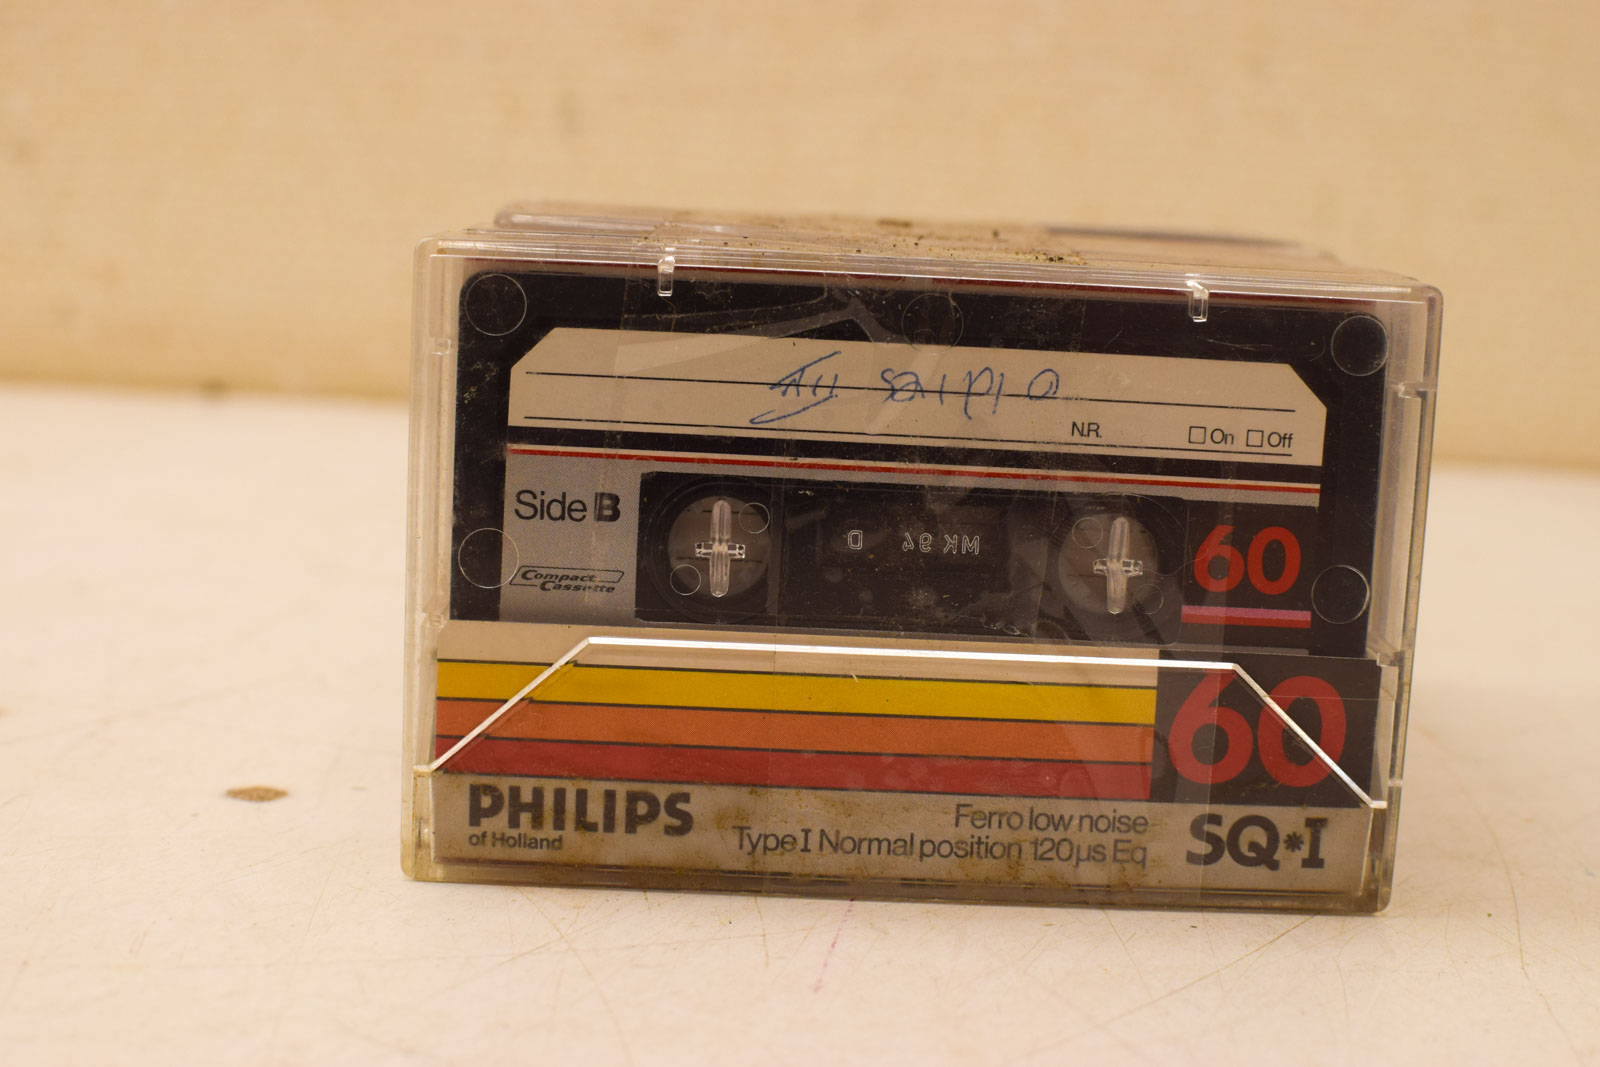 N.R. On Off
Side B
MK 94 D
60
Compact
Cassette
60
PHILIPS
of Holland
Ferro low noise
Type I Normal position 120µs Eq
SQ*I